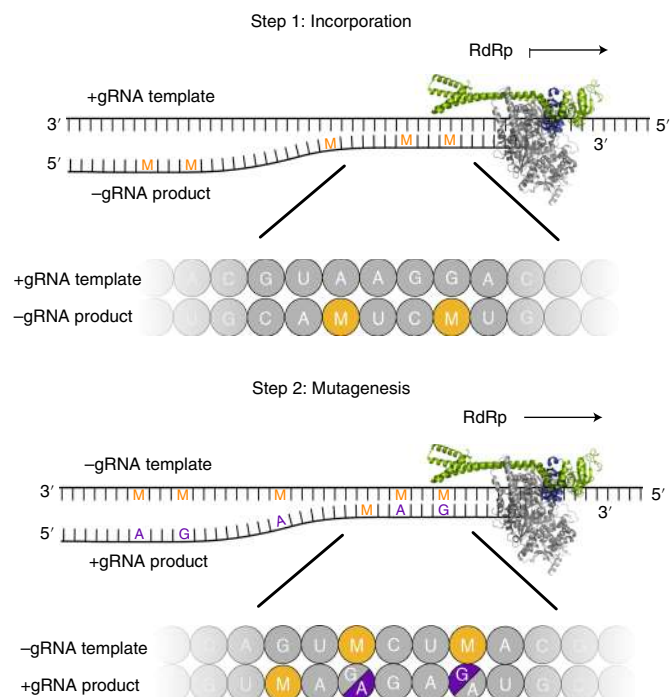 Step 1: Incorporation
RdRp
+gRNA template
3′ 5′
M M M M M
5′ 3′
−gRNA product
+gRNA template A C G U A A G G A C
−gRNA product U G C A M U C M U G
Step 2: Mutagenesis
RdRp
−gRNA template
3′ M M M M M 5′
5′ A G A M A G 3′
+gRNA product
−gRNA template C A G U M C U M A C G
+gRNA product G U M A G A G A G A U G C